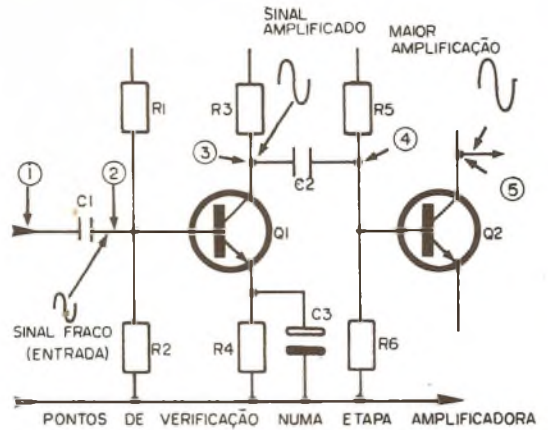 SINAL
AMPLIFICADO
MAIOR
AMPLIFICAÇÃO
R1
R3
R5
1
C1
2
3
C2
4
5
Q1
Q2
SINAL FRACO
(ENTRADA)
R2
R4
C3
R6
PONTOS DE VERIFICAÇÃO NUMA ETAPA AMPLIFICADORA